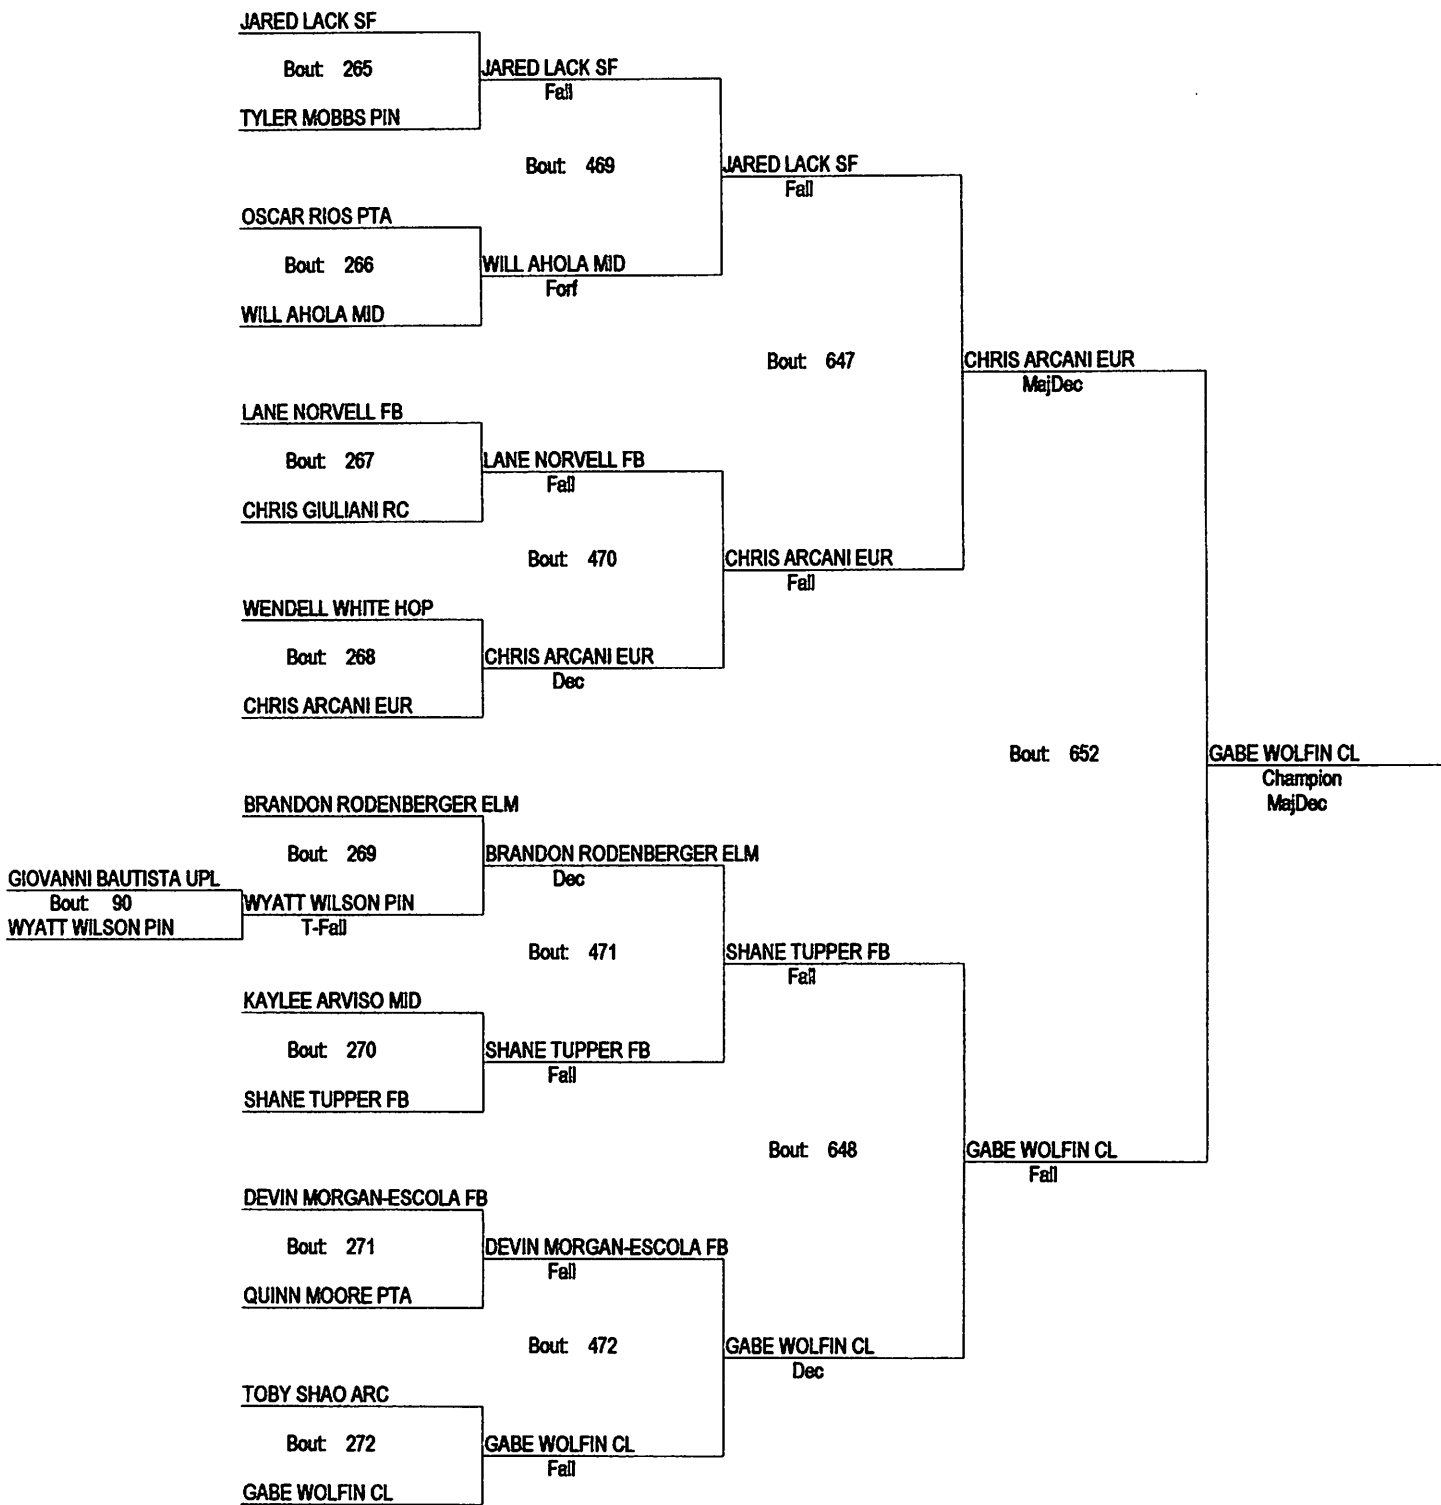 JARED LACK SF
Bout: 265
JARED LACK SF
Fall
TYLER MOBBS PIN
Bout: 469
JARED LACK SF
Fall
OSCAR RIOS PTA
Bout: 266
WILL AHOLA MID
Forf
WILL AHOLA MID
Bout: 647
CHRIS ARCANI EUR
MajDec
LANE NORVELL FB
Bout: 267
LANE NORVELL FB
Fall
CHRIS GIULIANI RC
Bout: 470
CHRIS ARCANI EUR
Fall
WENDELL WHITE HOP
Bout: 268
CHRIS ARCANI EUR
Dec
CHRIS ARCANI EUR
Bout: 652
GABE WOLFIN CL
Champion
MajDec
BRANDON RODENBERGER ELM
Bout: 269
BRANDON RODENBERGER ELM
Dec
GIOVANNI BAUTISTA UPL
Bout: 90
WYATT WILSON PIN
WYATT WILSON PIN
T-Fall
Bout: 471
SHANE TUPPER FB
Fall
KAYLEE ARVISO MID
Bout: 270
SHANE TUPPER FB
Fall
SHANE TUPPER FB
Bout: 648
GABE WOLFIN CL
Fall
DEVIN MORGAN-ESCOLA FB
Bout: 271
DEVIN MORGAN-ESCOLA FB
Fall
QUINN MOORE PTA
Bout: 472
GABE WOLFIN CL
Dec
TOBY SHAO ARC
Bout: 272
GABE WOLFIN CL
Fall
GABE WOLFIN CL